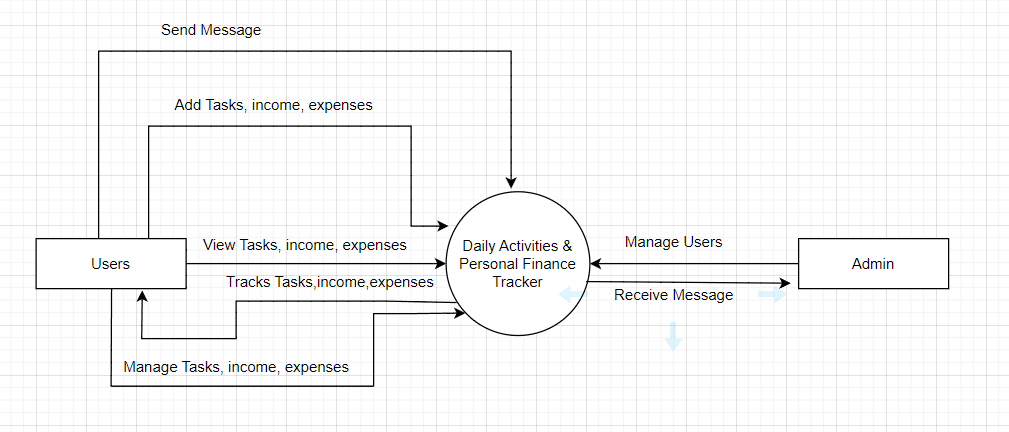 Send Message
Add Tasks, income, expenses
View Tasks, income, expenses
Tracks Tasks,income,expenses
Manage Tasks, income, expenses
Users
Daily Activities &
Personal Finance
Tracker
Manage Users
Receive Message
Admin